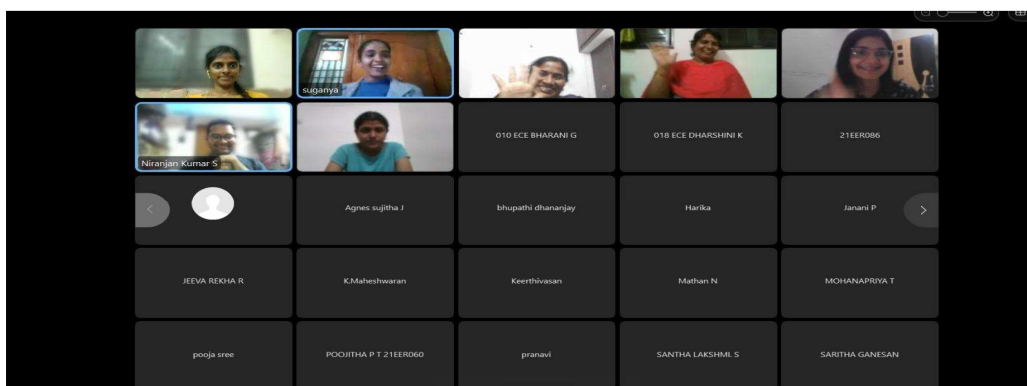 suganya
Niranjan Kumar S
010 ECE BHARANI G
018 ECE DHARSHINI K
21EER086
Agnes sujitha J
bhupathi dhananjay
Harika
Janani P
JEEVA REKHA R
K.Maheshwaran
Keerthivasan
Mathan N
MOHANAPRIYA T
pooja sree
POOJITHA P T 21EER060
pranavi
SANTHA LAKSHMI. S
SARITHA GANESAN